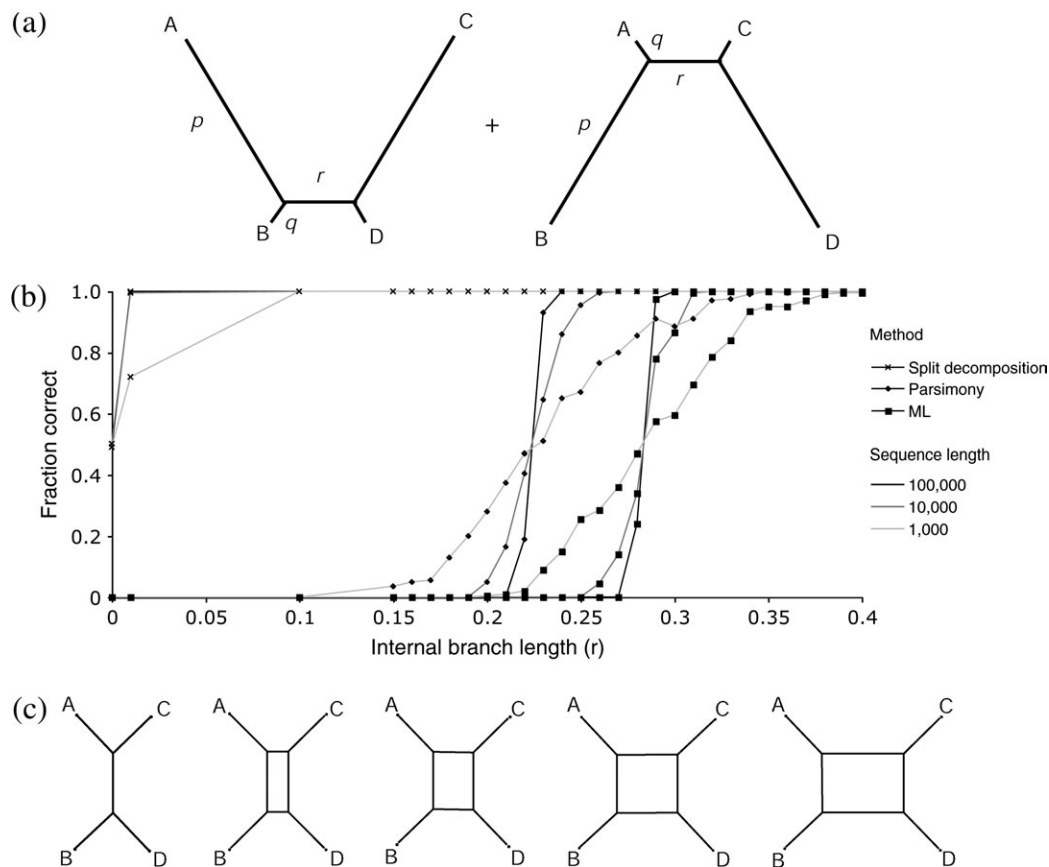 (a)
A
C
p
r
B
q
D
+
A
q
C
r
p
B
D
(b)
1.0
0.8
0.6
0.4
0.2
0
Fraction correct
0
0.05
0.1
0.15
0.2
0.25
0.3
0.35
0.4
Internal branch length (r)
Method
Split decomposition
Parsimony
ML
Sequence length
100,000
10,000
1,000
(c)
A
C
B
D
A
C
B
D
A
C
B
D
A
C
B
D
A
C
B
D